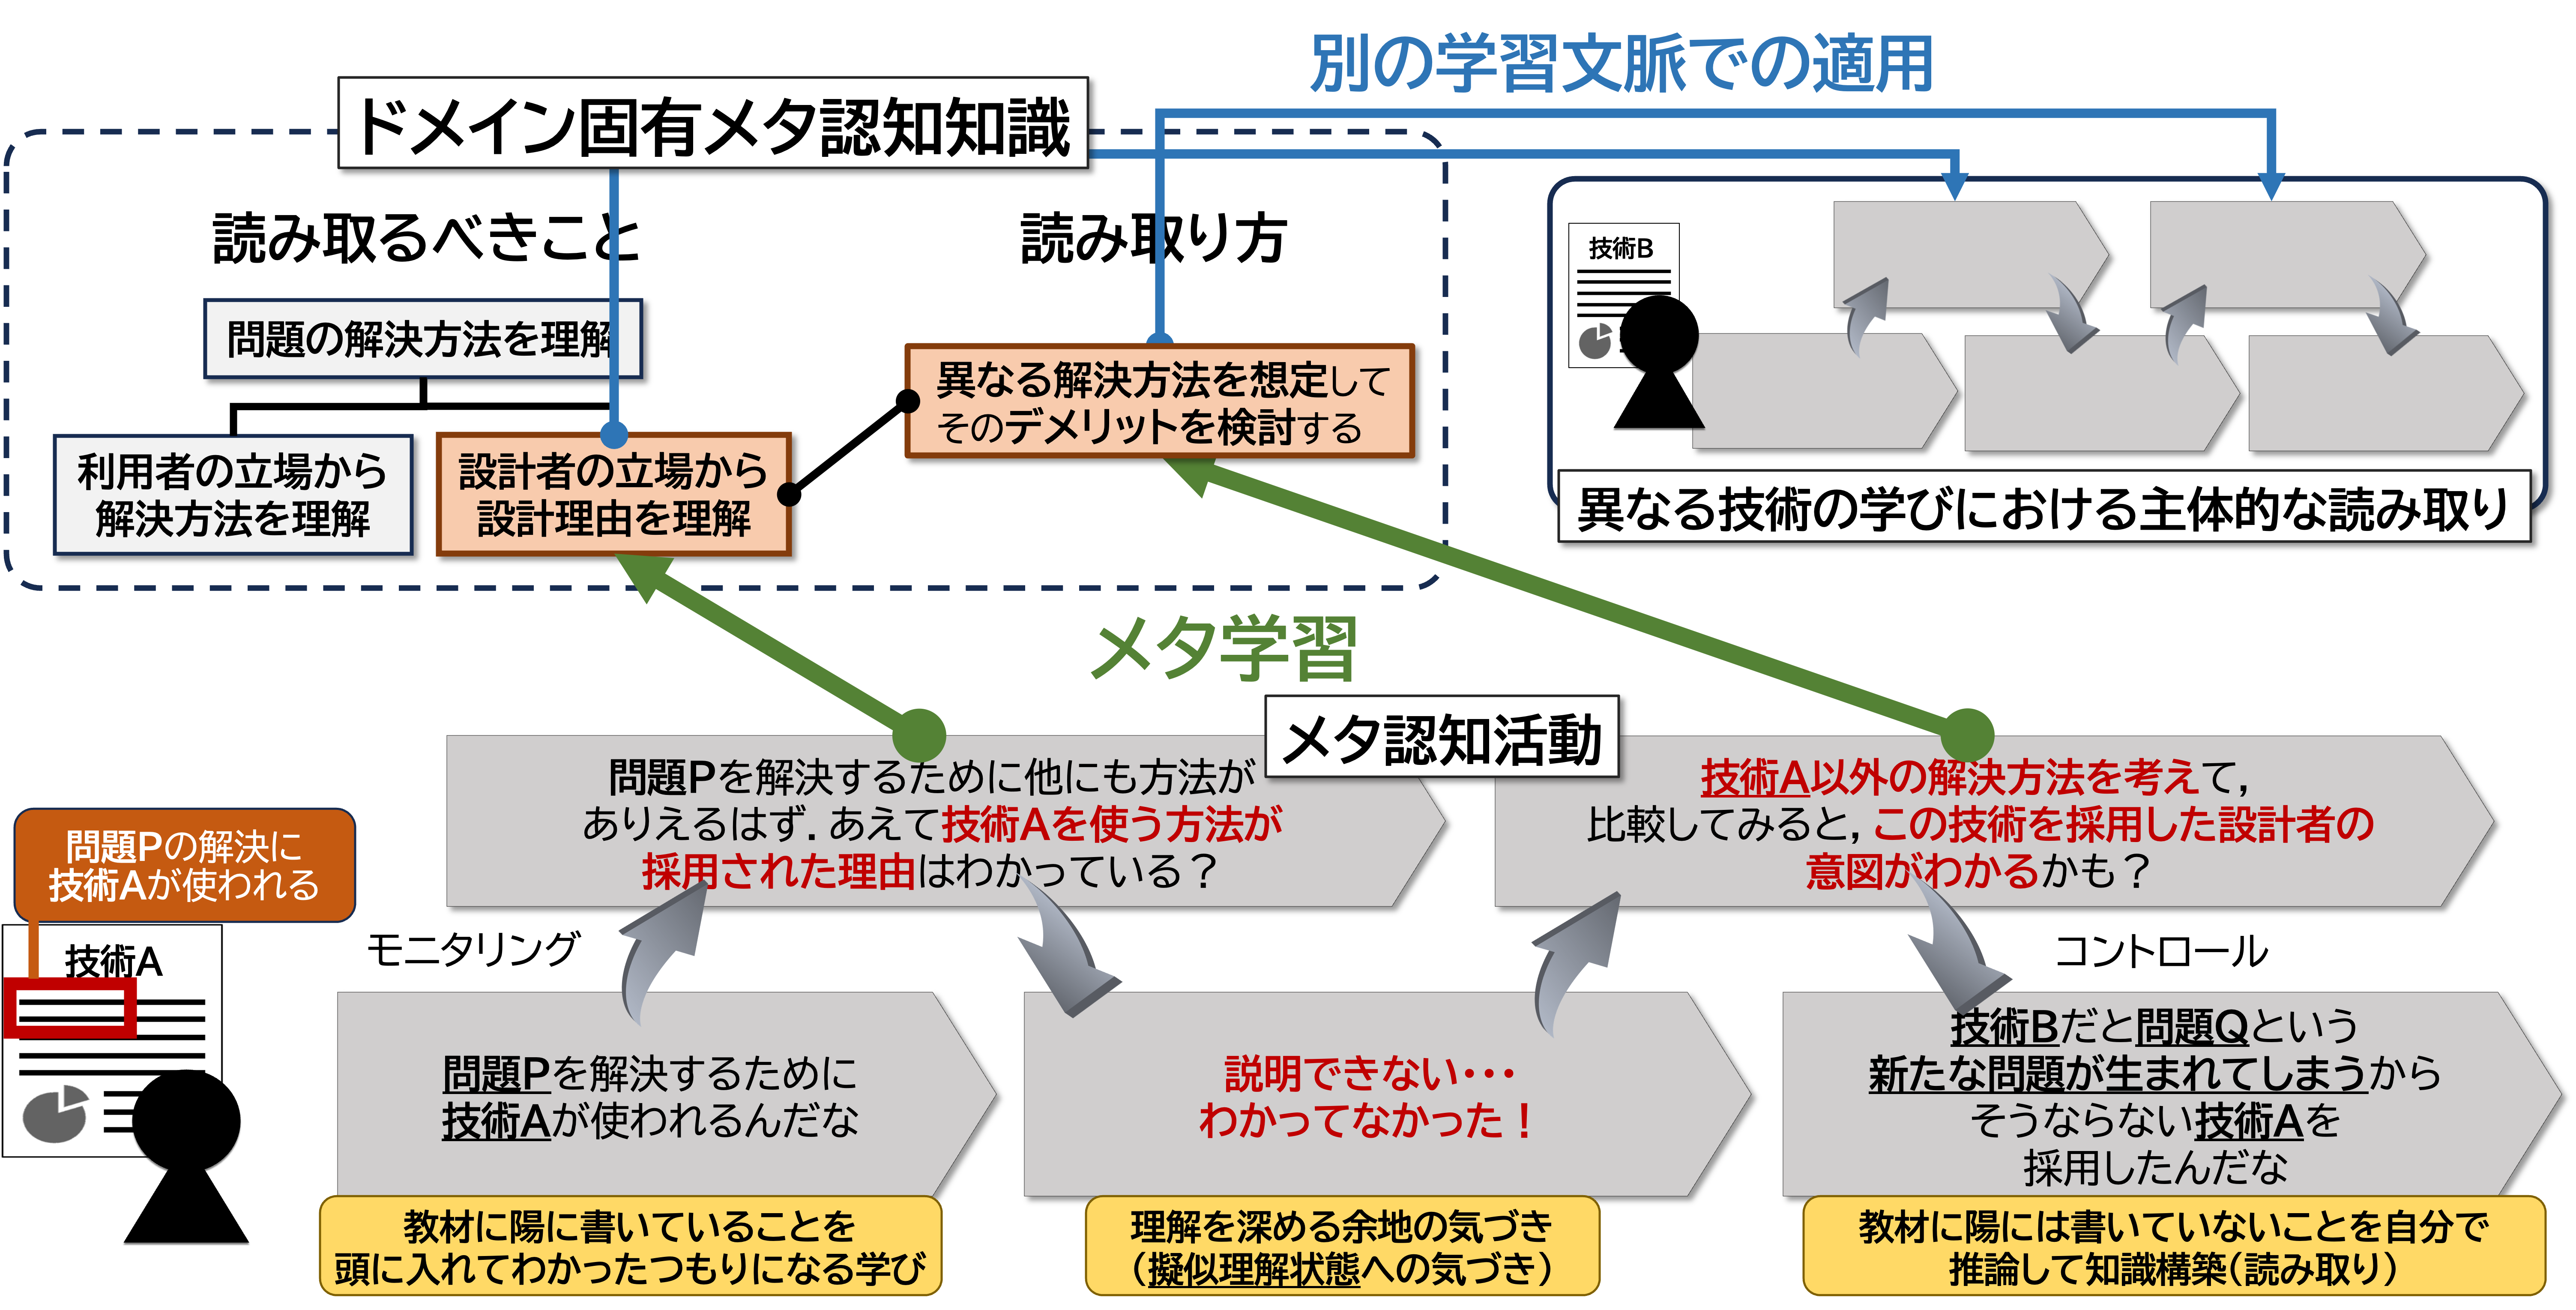 別の学習文脈での適用
ドメイン固有メタ認知知識
読み取るべきこと
読み取り方
問題の解決方法を理解
利用者の立場から
解決方法を理解
設計者の立場から
設計理由を理解
異なる解決方法を想定して
そのデメリットを検討する
技術B
異なる技術の学びにおける主体的な読み取り
メタ学習
メタ認知活動
問題Pを解決するために他にも方法が
ありえるはず．あえて技術Aを使う方法が
採用された理由はわかっている？
技術A以外の解決方法を考えて，
比較してみると，この技術を採用した設計者の
意図がわかるかも？
問題Pの解決に
技術Aが使われる
技術A
モニタリング
コントロール
問題Pを解決するために
技術Aが使われるんだな
説明できない・・・
わかってなかった！
技術Bだと問題Qという
新たな問題が生まれてしまうから
そうならない技術Aを
採用したんだな
教材に陽に書いていることを
頭に入れてわかったつもりになる学び
理解を深める余地の気づき
（擬似理解状態への気づき）
教材に陽には書いていないことを自分で
推論して知識構築（読み取り）